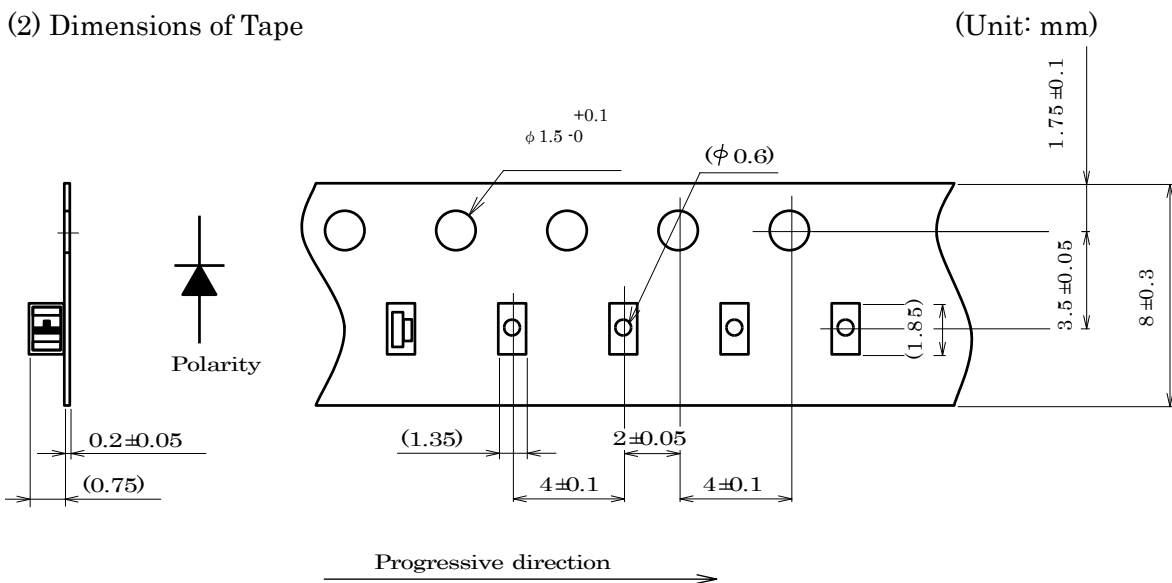 (2) Dimensions of Tape
(Unit: mm)
1.75±0.1
+0.1
φ1.5 -0
(φ0.6)
3.5±0.05
8±0.3
(1.85)
Polarity
0.2±0.05
(1.35)
2±0.05
(0.75)
4±0.1
4±0.1
Progressive direction